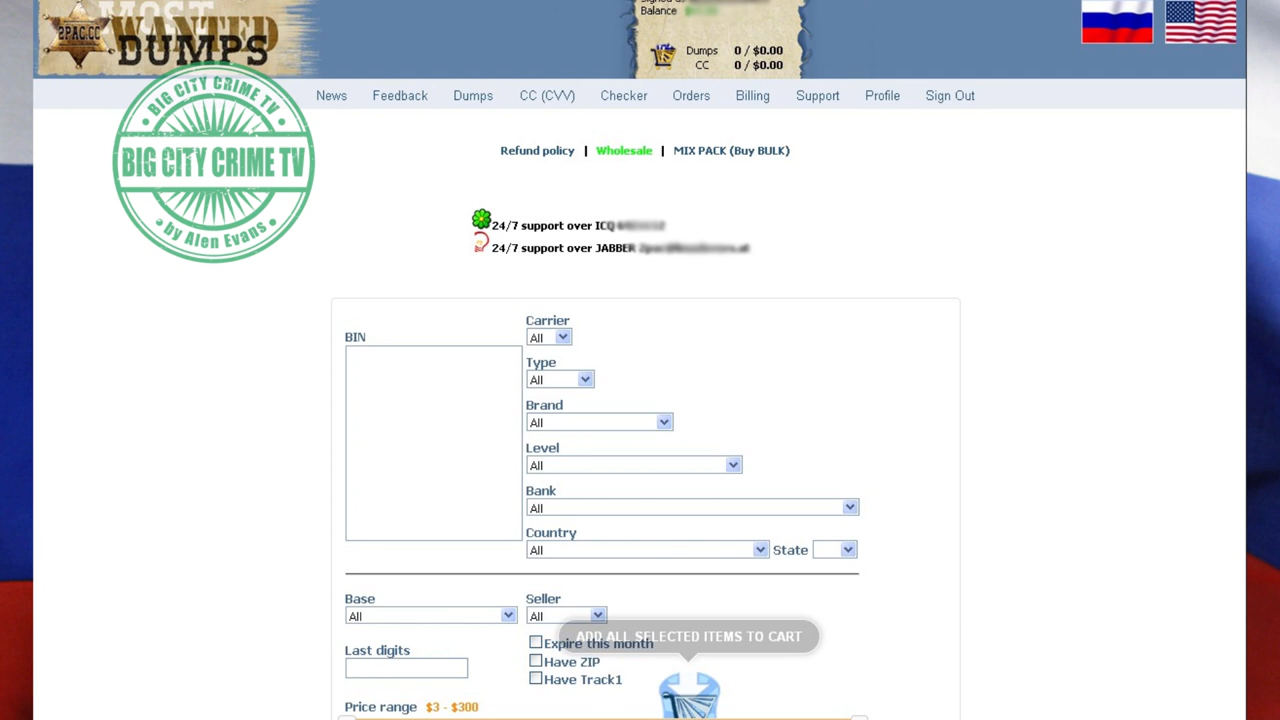 MOST
WANTED
2PAC.CC
DUMPS
Balance
Dumps 0 / $0.00
CC 0 / $0.00
BIG CITY CRIME TV
BIG CITY CRIME TV
by Alen Evans
News Feedback Dumps CC (CVV) Checker Orders Billing Support Profile Sign Out
Refund policy | Wholesale | MIX PACK (Buy BULK)
24/7 support over ICQ
24/7 support over JABBER
BIN
Carrier
All
Type
All
Brand
All
Level
All
Bank
All
Country
All State
Base Seller
All All
ADD ALL SELECTED ITEMS TO CART
Expire this month
Last digits
Have ZIP
Have Track1
Price range $3 - $300